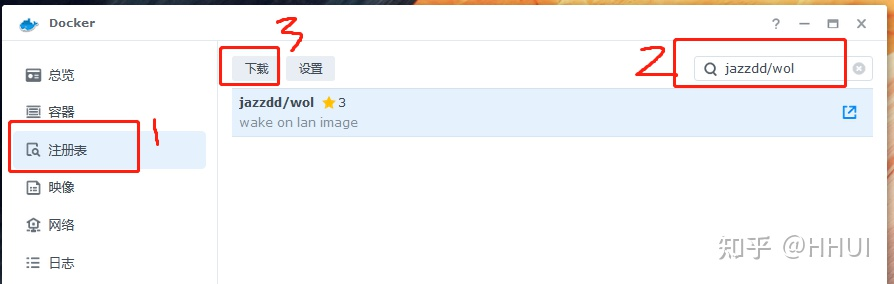 Docker
总览
容器
注册表
映像
网络
日志
1
3
下载
设置
2
jazzdd/wol
jazzdd/wol 3
wake on lan image
知乎 @HHUI